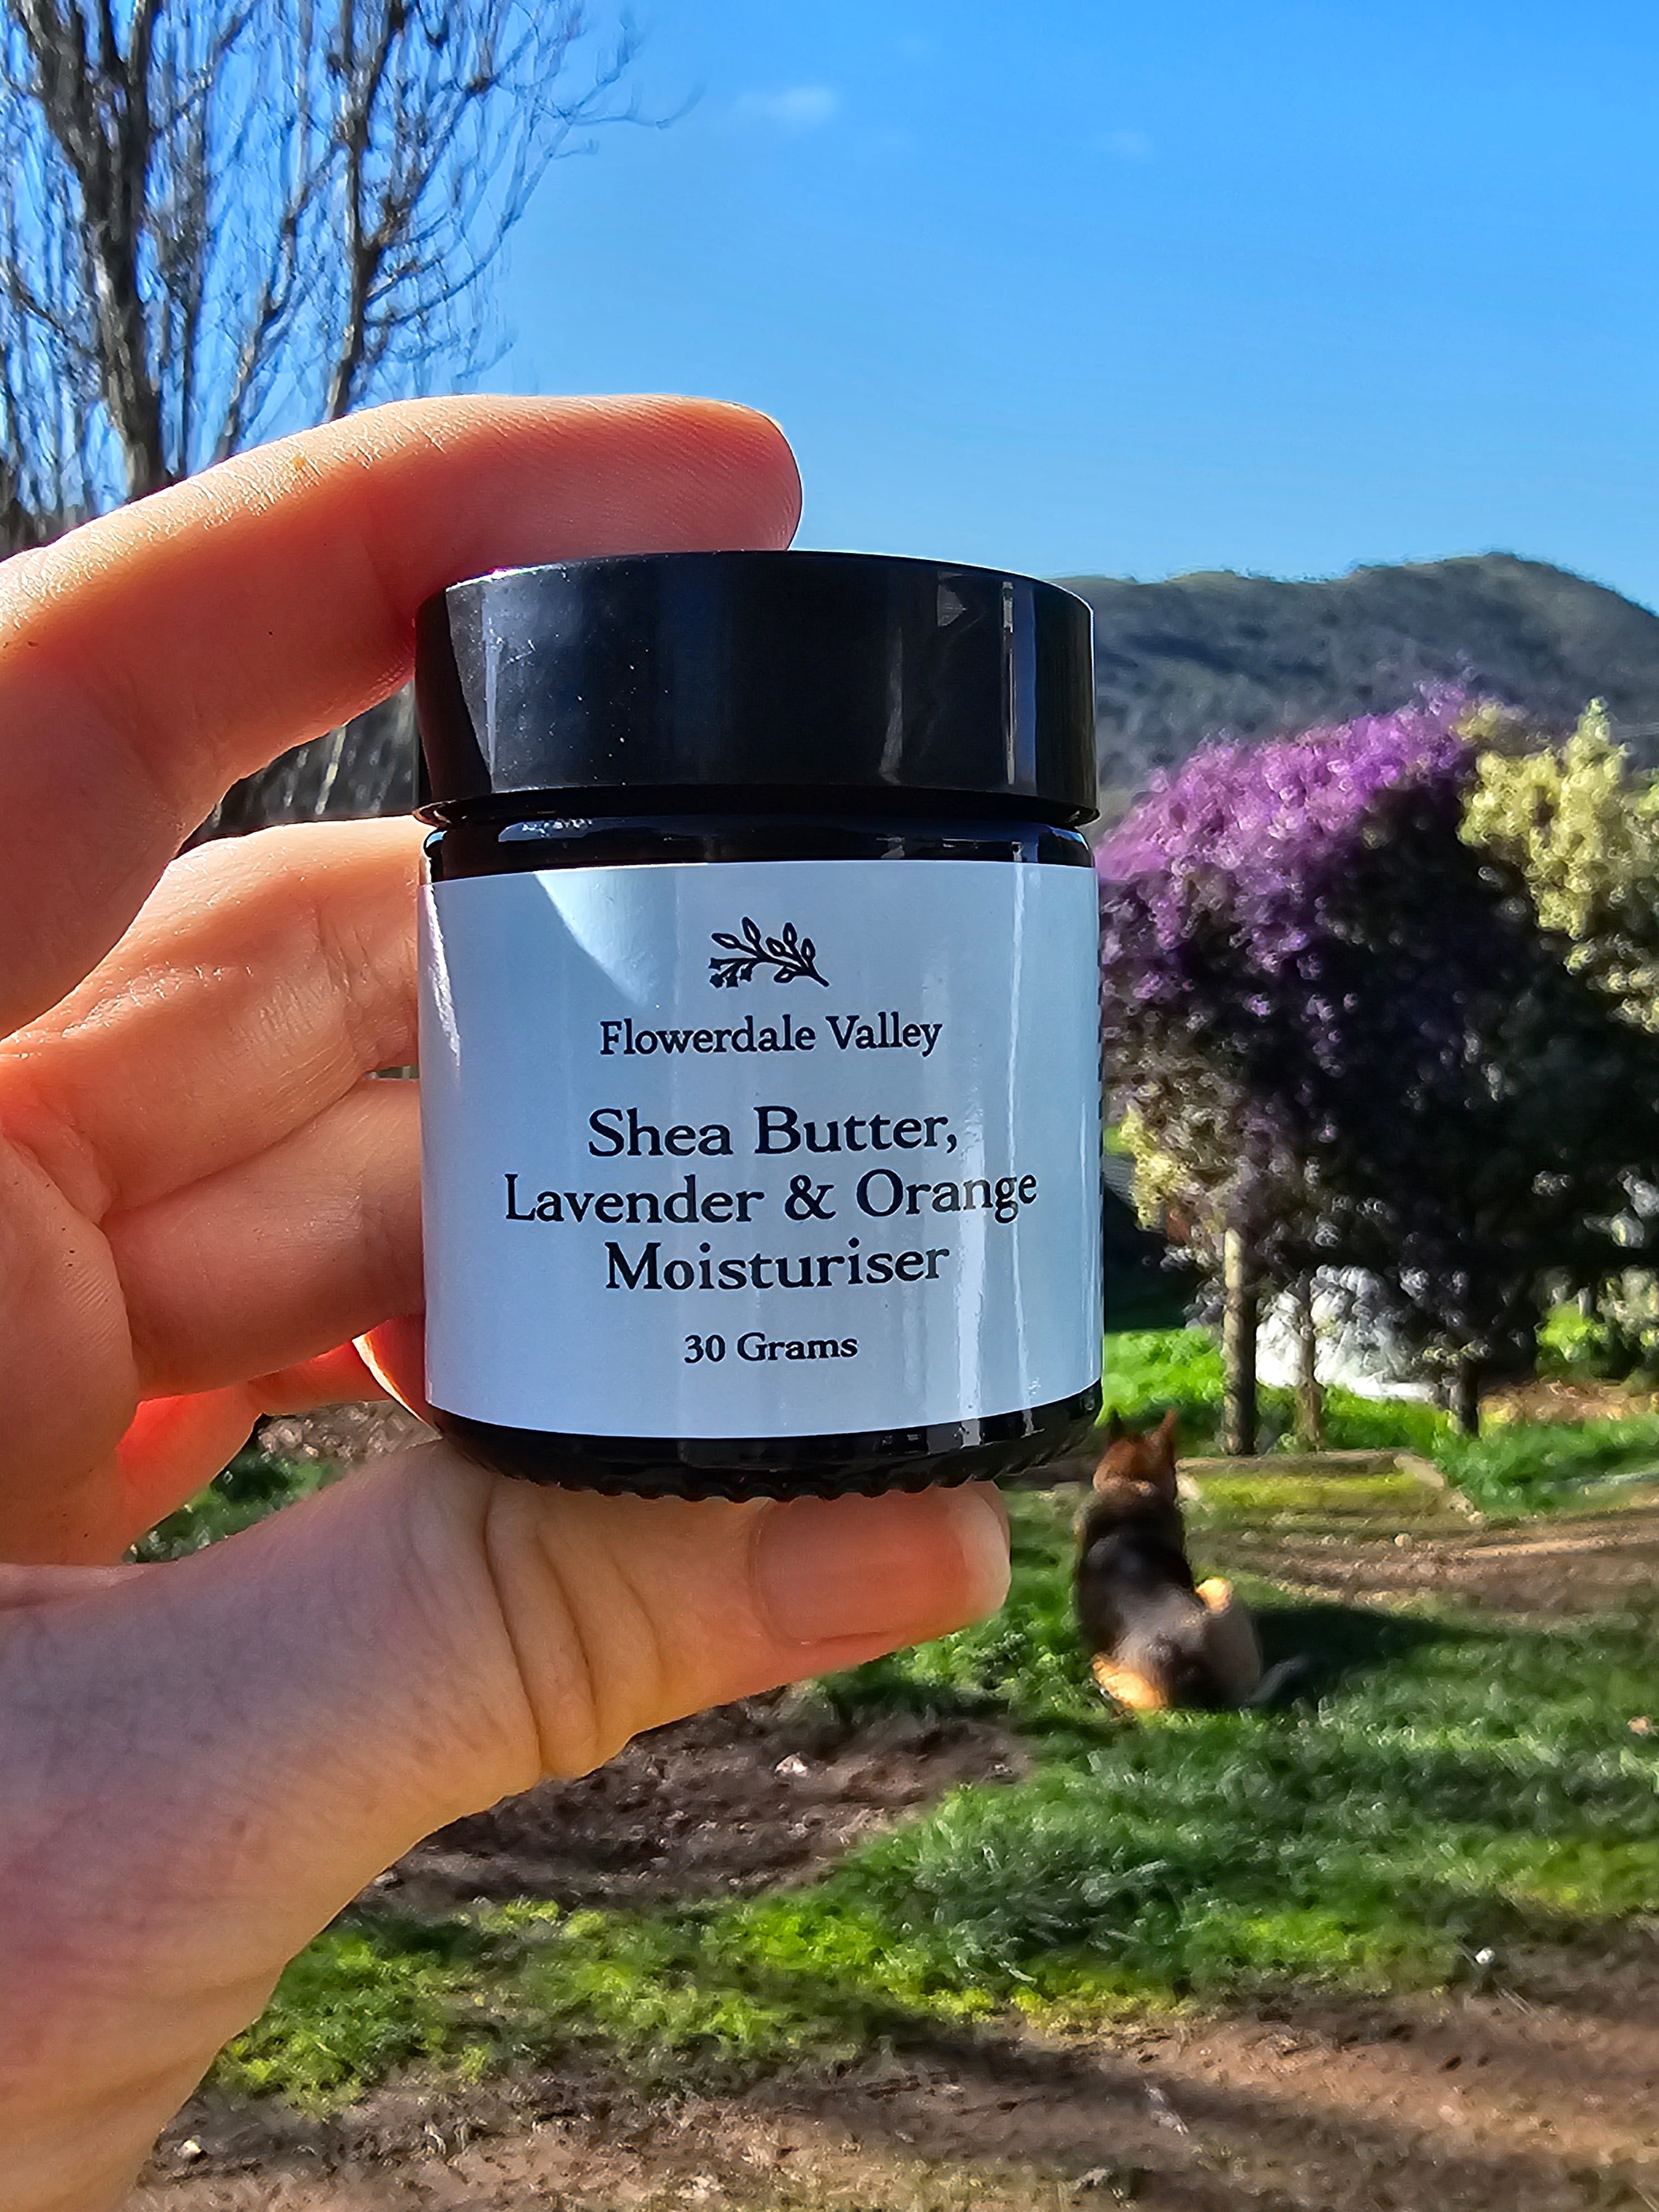 Flowerdale Valley
Shea Butter,
Lavender & Orange
Moisturiser
30 Grams